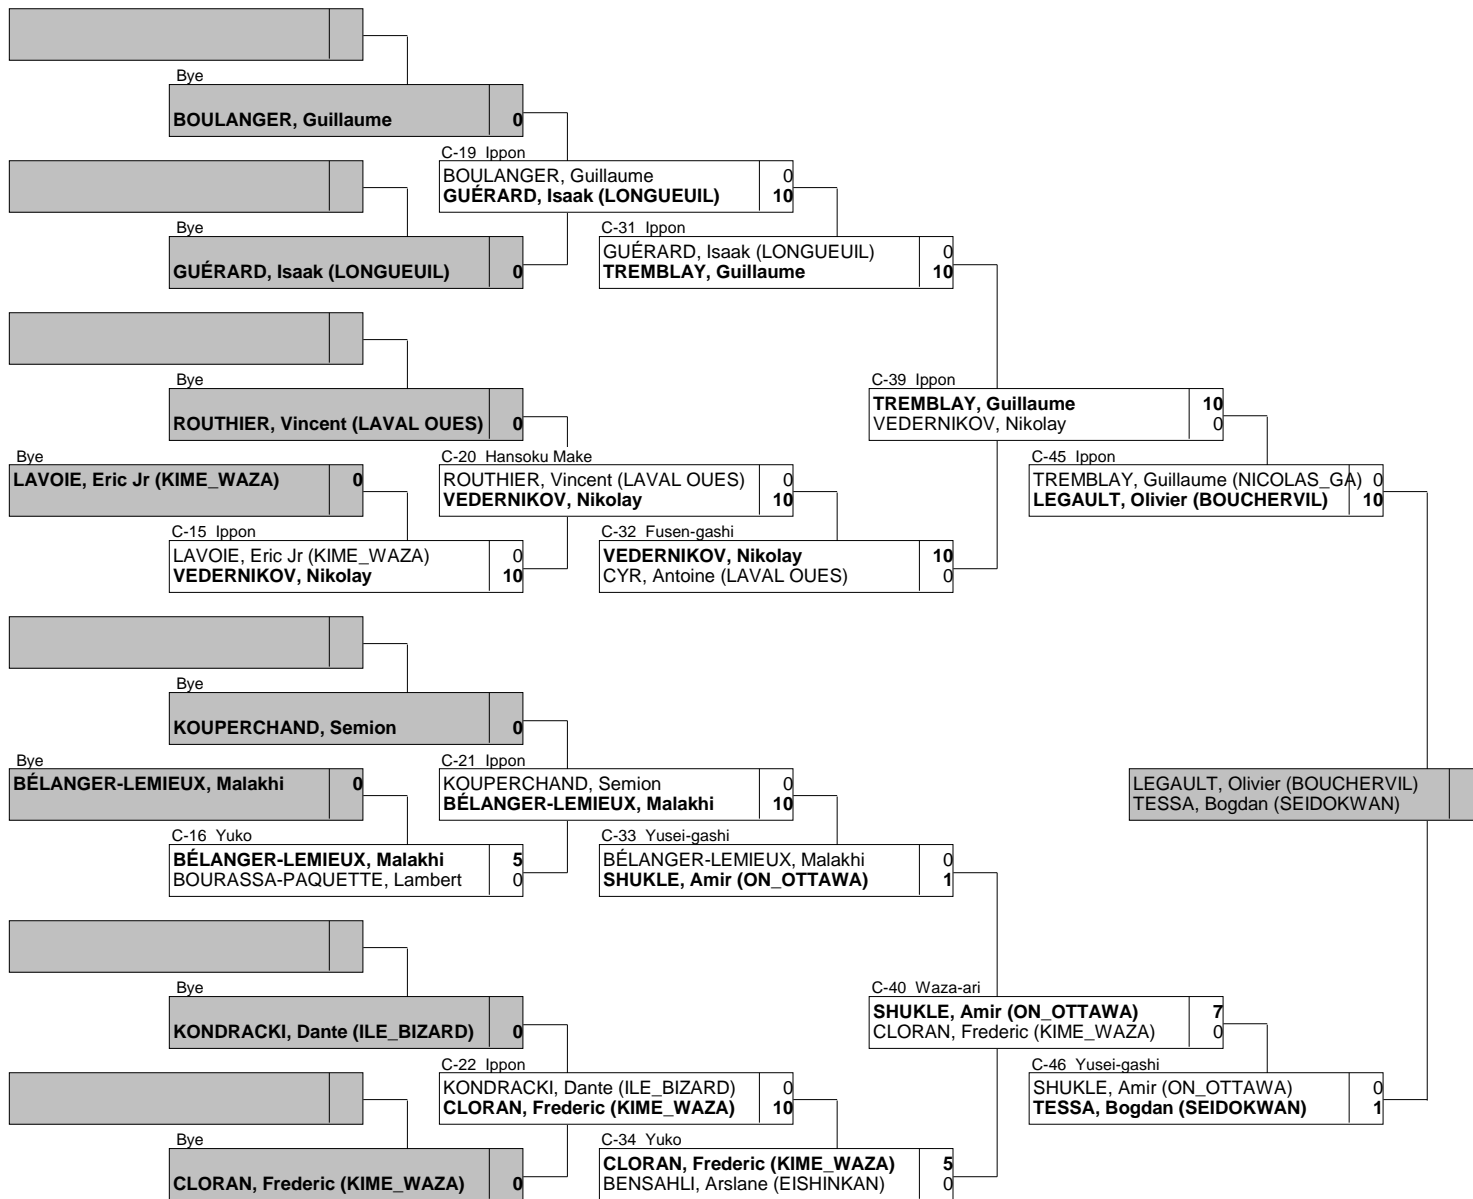 Bye
BOULANGER, Guillaume 0
C-19 Ippon
BOULANGER, Guillaume 0
GUÉRARD, Isaak (LONGUEUIL) 10
Bye
GUÉRARD, Isaak (LONGUEUIL) 0
C-31 Ippon
GUÉRARD, Isaak (LONGUEUIL) 0
TREMBLAY, Guillaume 10
Bye
ROUTHIER, Vincent (LAVAL OUES) 0
C-39 Ippon
TREMBLAY, Guillaume 10
VEDERNIKOV, Nikolay 0
Bye
LAVOIE, Eric Jr (KIME_WAZA) 0
C-20 Hansoku Make
ROUTHIER, Vincent (LAVAL OUES) 0
VEDERNIKOV, Nikolay 10
C-45 Ippon
TREMBLAY, Guillaume (NICOLAS_GA) 0
LEGAULT, Olivier (BOUCHERVIL) 10
C-15 Ippon
LAVOIE, Eric Jr (KIME_WAZA) 0
VEDERNIKOV, Nikolay 10
C-32 Fusen-gashi
VEDERNIKOV, Nikolay 10
CYR, Antoine (LAVAL OUES) 0
Bye
KOUPERCHAND, Semion 0
Bye
BÉLANGER-LEMIEUX, Malakhi 0
C-21 Ippon
KOUPERCHAND, Semion 0
BÉLANGER-LEMIEUX, Malakhi 10
LEGAULT, Olivier (BOUCHERVIL)
TESSA, Bogdan (SEIDOKWAN)
C-16 Yuko
BÉLANGER-LEMIEUX, Malakhi 5
BOURASSA-PAQUETTE, Lambert 0
C-33 Yusei-gashi
BÉLANGER-LEMIEUX, Malakhi 0
SHUKLE, Amir (ON_OTTAWA) 1
Bye
KONDRACKI, Dante (ILE_BIZARD) 0
C-40 Waza-ari
SHUKLE, Amir (ON_OTTAWA) 7
CLORAN, Frederic (KIME_WAZA) 0
C-22 Ippon
KONDRACKI, Dante (ILE_BIZARD) 0
CLORAN, Frederic (KIME_WAZA) 10
C-46 Yusei-gashi
SHUKLE, Amir (ON_OTTAWA) 0
TESSA, Bogdan (SEIDOKWAN) 1
Bye
CLORAN, Frederic (KIME_WAZA) 0
C-34 Yuko
CLORAN, Frederic (KIME_WAZA) 5
BENSAHLI, Arslane (EISHINKAN) 0